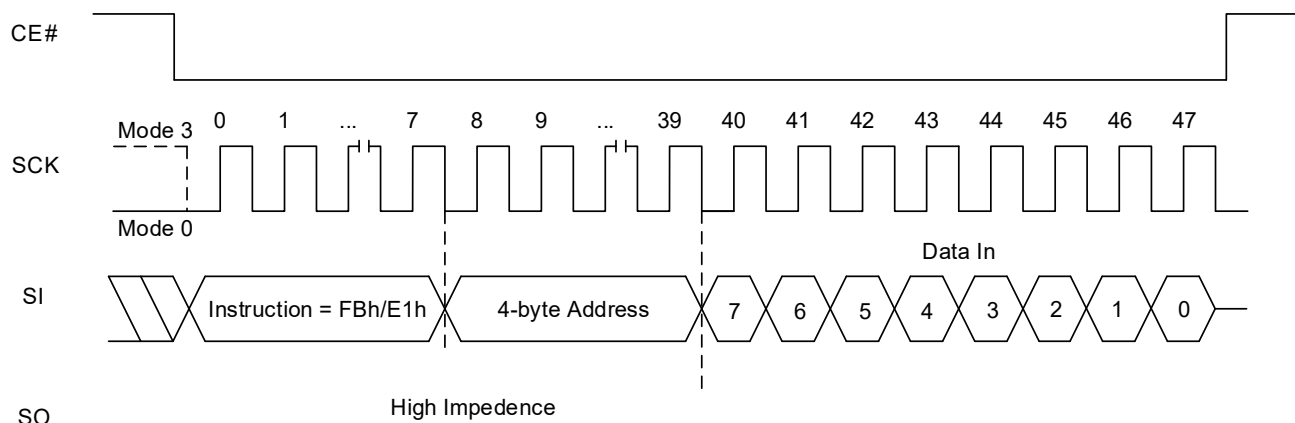 CE#
0 1 ... 7 8 9 ... 39 40 41 42 43 44 45 46 47
Mode 3
SCK
Mode 0
Data In
SI
Instruction = FBh/E1h 4-byte Address 7 6 5 4 3 2 1 0
High Impedence
SO